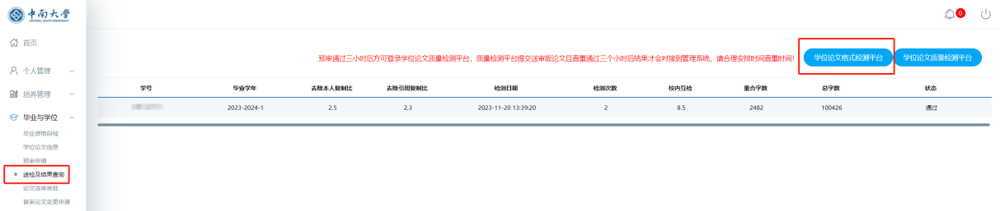 中南大学
CENTRAL SOUTH UNIVERSITY
0
首页
个人管理
培养管理
毕业与学位
毕业资格自检
学位论文信息
预审申请
送检及结果查询
论文送审审批
盲审论文变更申请
预审通过三小时后方可登录学位论文质量检测平台，质量检测平台提交送审版论文且查重通过三个小时后结果才会对接到管理系统，请合理安排时间查重时间！
学位论文格式检测平台 学位论文质量检测平台
学号 毕业学年 去除本人复制比 去除引用复制比 检测日期 检测次数 校内互检 重合字数 总字数 状态
2023-2024-1 2.5 2.3 2023-11-20 13:39:20 2 8.5 2482 100426 通过